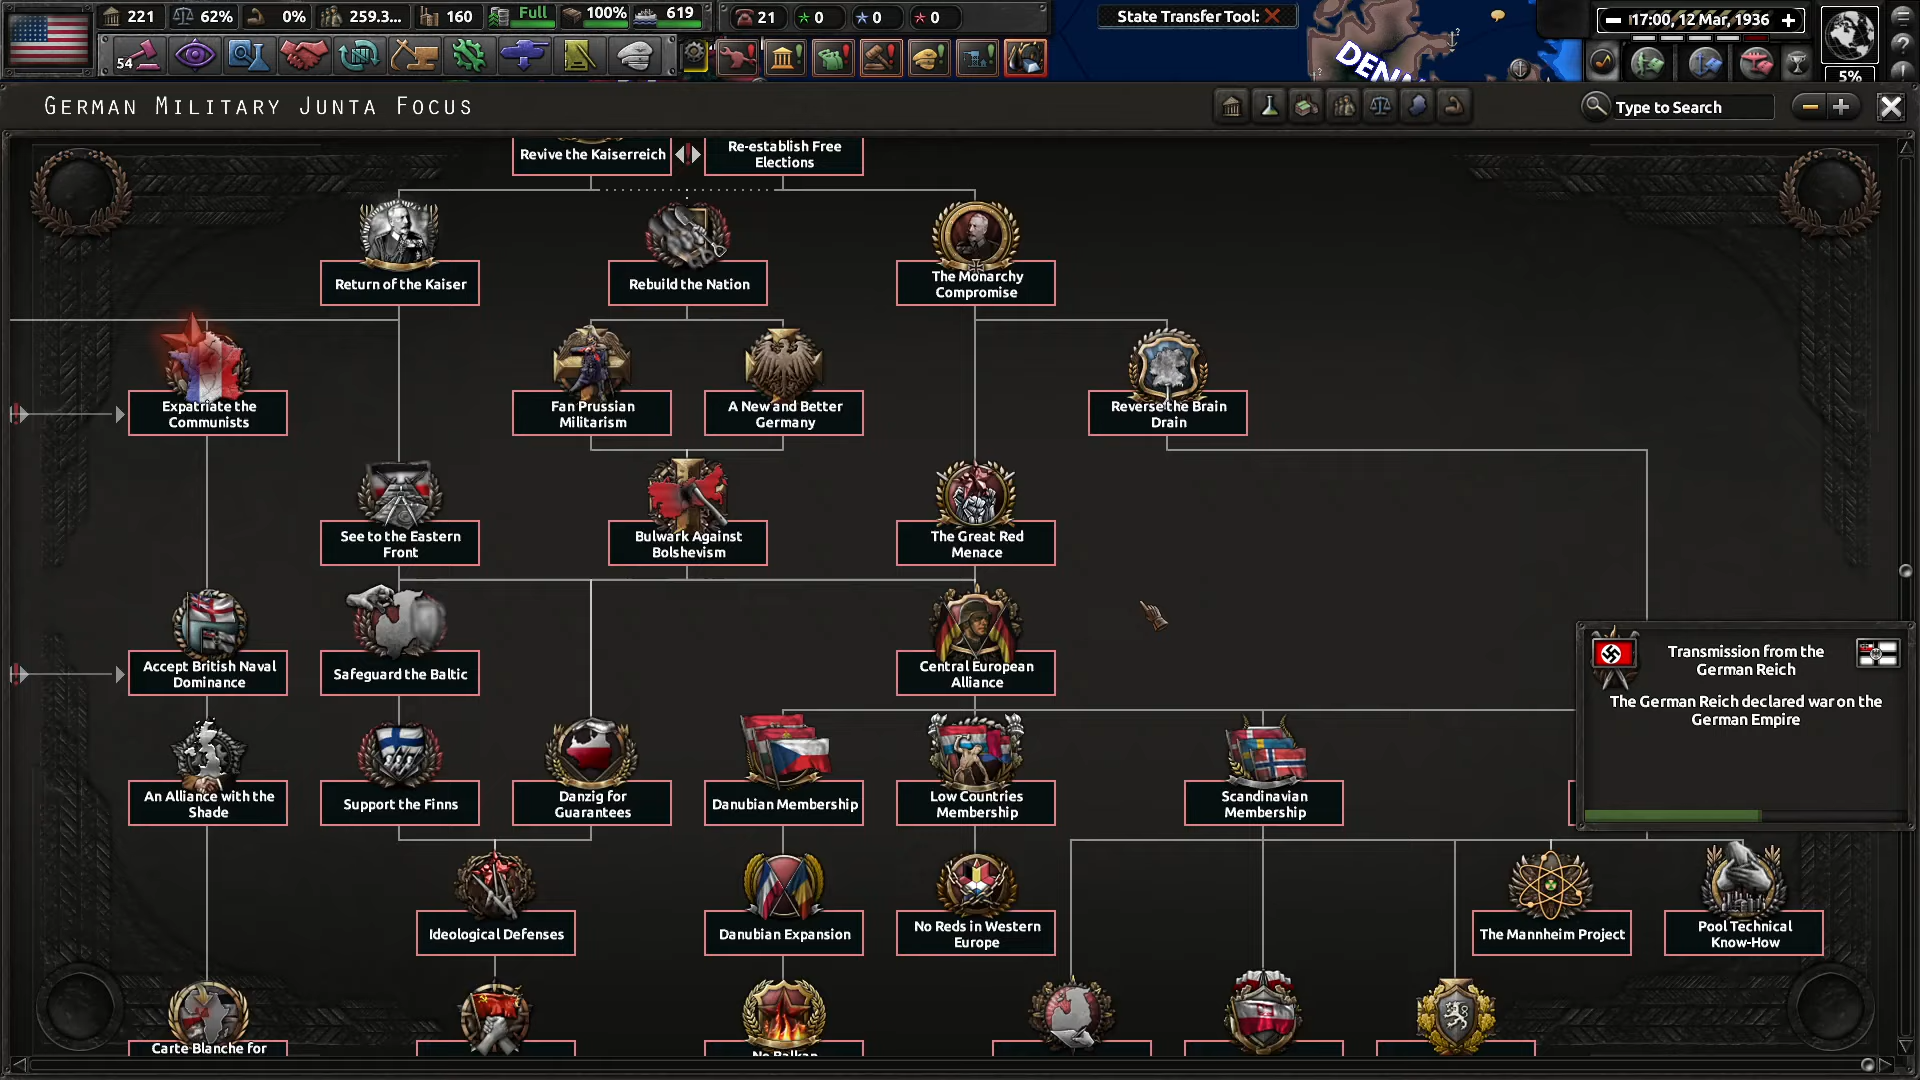 221
62%
0%
259.3...
160
Full
100%
619
21
0
0
0
State Transfer Tool:
17:00, 12 Mar, 1936
54
5%
German Military Junta Focus
Type to Search
Revive the Kaiserreich
Re-establish Free
Elections
Return of the Kaiser
Rebuild the Nation
The Monarchy
Compromise
Expatriate the
Communists
Fan Prussian
Militarism
A New and Better
Germany
Reverse the Brain
Drain
See to the Eastern
Front
Bulwark Against
Bolshevism
The Great Red
Menace
Accept British Naval
Dominance
Safeguard the Baltic
Central European
Alliance
Transmission from the
German Reich
The German Reich declared war on the
German Empire
An Alliance with the
Shade
Support the Finns
Danzig for
Guarantees
Danubian Membership
Low Countries
Membership
Scandinavian
Membership
Ideological Defenses
Danubian Expansion
No Reds in Western
Europe
The Mannheim Project
Pool Technical
Know-How
Carte Blanche for
No Balkan